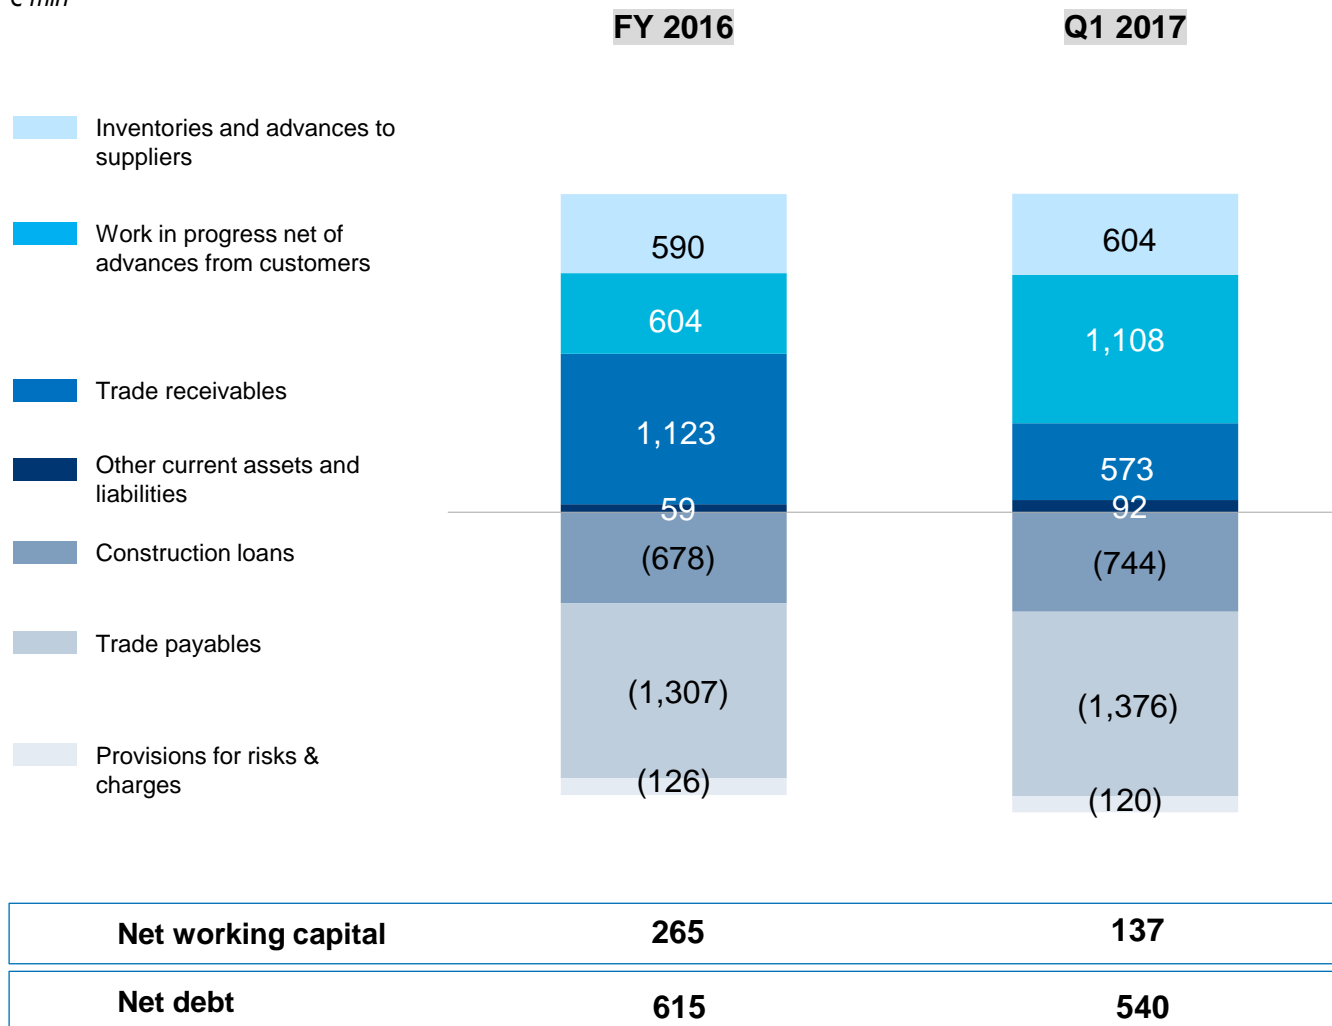 € mln
FY 2016
Q1 2017
Inventories and advances to
suppliers
Work in progress net of
advances from customers
Trade receivables
Other current assets and
liabilities
Construction loans
Trade payables
Provisions for risks &
charges
590
604
1,123
59
(678)
(1,307)
(126)
604
1,108
573
92
(744)
(1,376)
(120)
Net working capital 265 137
Net debt 615 540